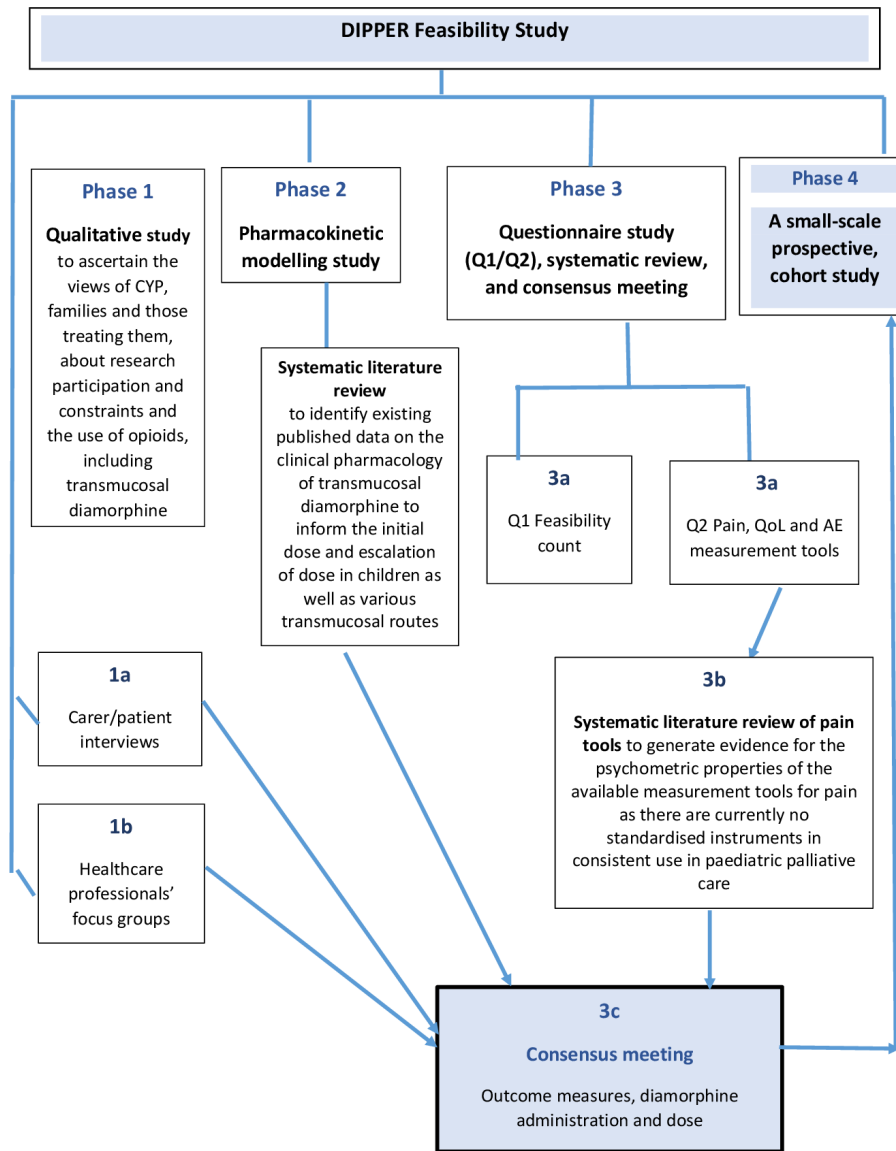 DIPPER Feasibility Study
Phase 1
Qualitative study
to ascertain the
views of CYP,
families and those
treating them,
about research
participation and
constraints and
the use of opioids,
including
transmucosal
diamorphine
Phase 2
Pharmacokinetic
modelling study
Phase 3
Questionnaire study
(Q1/Q2), systematic review,
and consensus meeting
Phase 4
A small-scale
prospective,
cohort study
Systematic literature
review
to identify existing
published data on the
clinical pharmacology
of transmucosal
diamorphine to
inform the initial
dose and escalation
of dose in children as
well as various
transmucosal routes
3a
Q1 Feasibility
count
3a
Q2 Pain, QoL and AE
measurement tools
1a
Carer/patient
interviews
3b
Systematic literature review of pain
tools to generate evidence for the
psychometric properties of the
available measurement tools for pain
as there are currently no
standardised instruments in
consistent use in paediatric palliative
care
1b
Healthcare
professionals’
focus groups
3c
Consensus meeting
Outcome measures, diamorphine
administration and dose